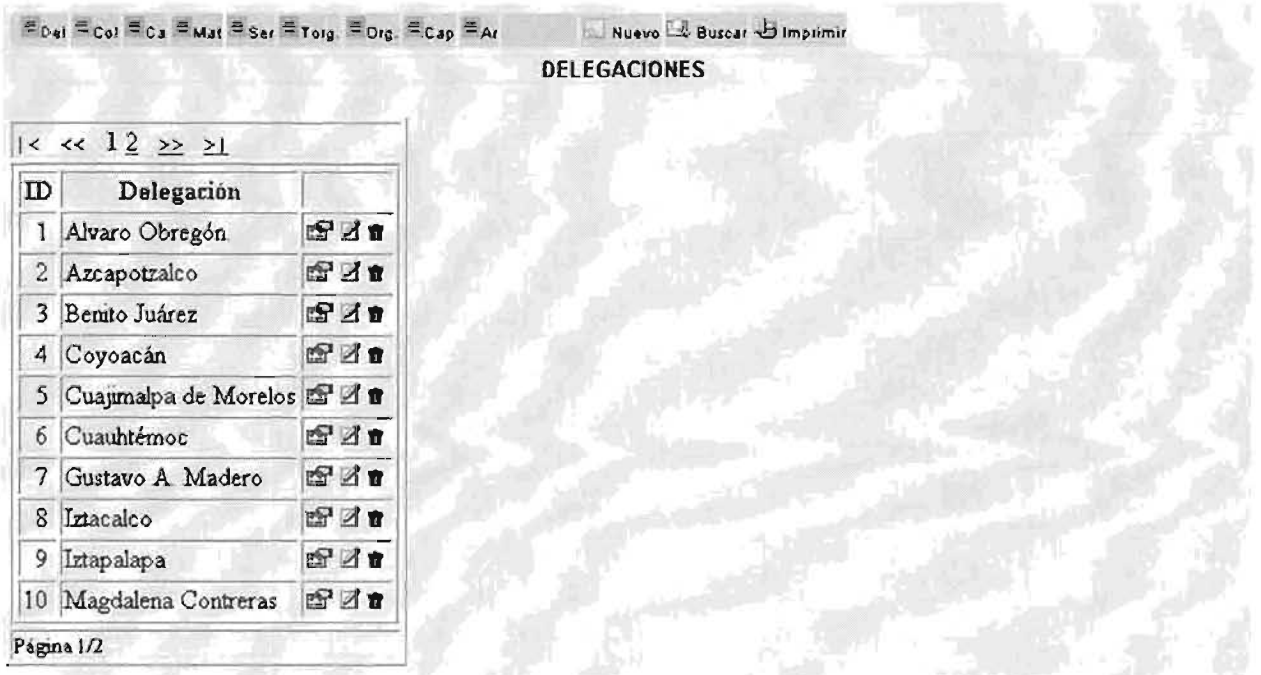 Del Col Ca Mat Ser Torg. Org. Cap Ar Nuevo Buscar Imprimir
DELEGACIONES
|< << 1 2 >> >|
ID Delegación
1 Alvaro Obregón
2 Azcapotzalco
3 Benito Juárez
4 Coyoacán
5 Cuajimalpa de Morelos
6 Cuauhtémoc
7 Gustavo A. Madero
8 Iztacalco
9 Iztapalapa
10 Magdalena Contreras
Página 1/2